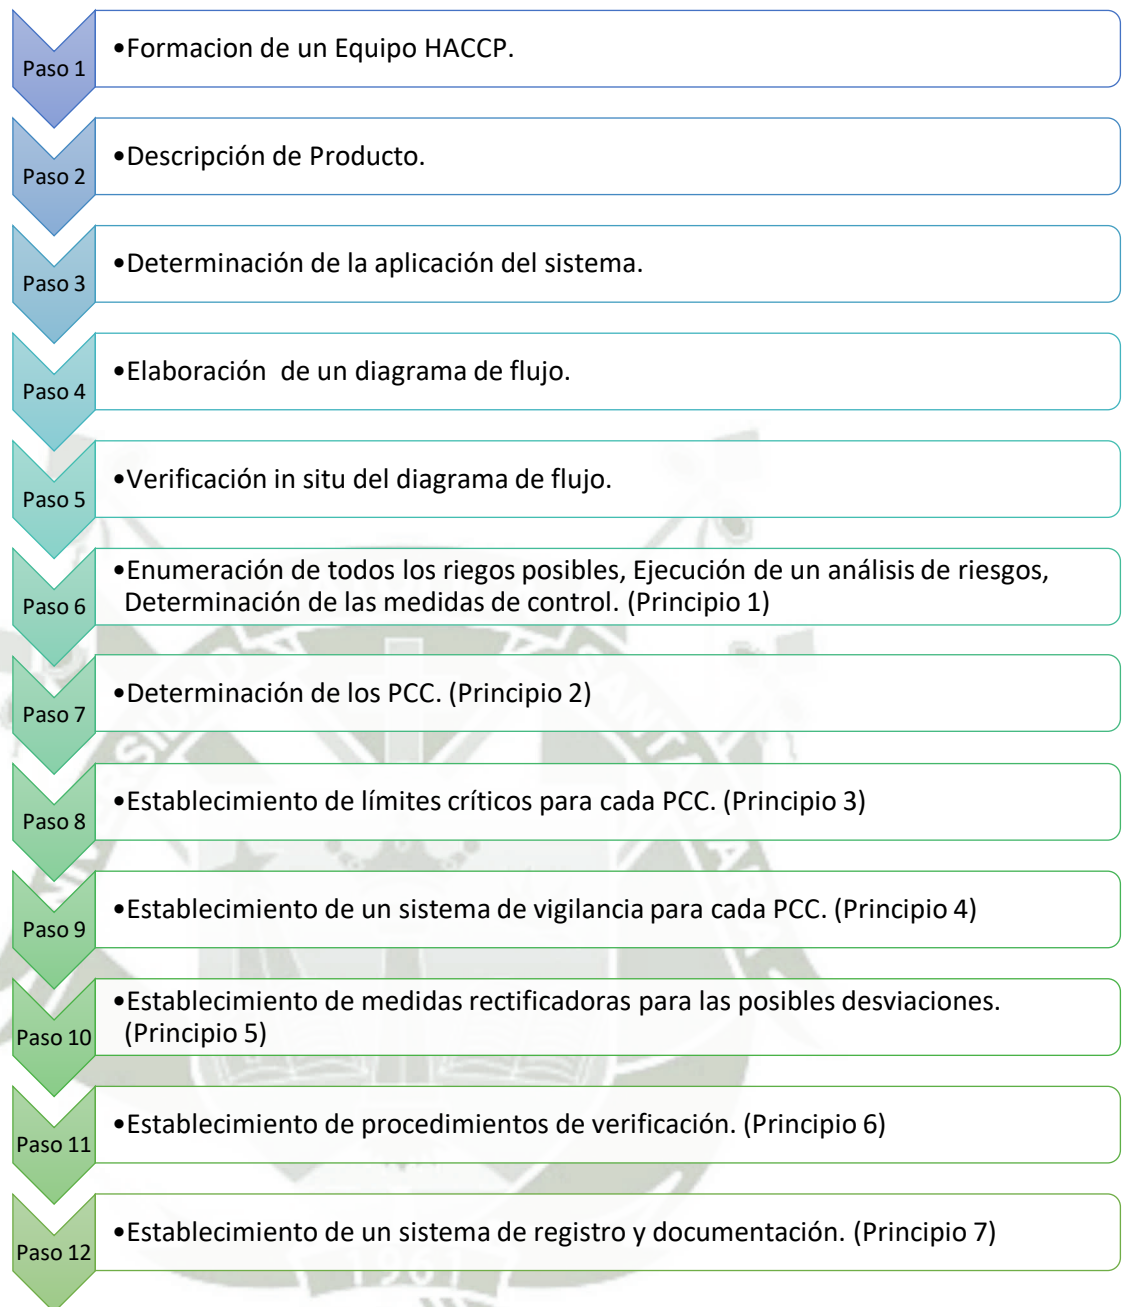 Paso 1
•Formacion de un Equipo HACCP.
Paso 2
•Descripción de Producto.
Paso 3
•Determinación de la aplicación del sistema.
Paso 4
•Elaboración  de un diagrama de flujo.
Paso 5
•Verificación in situ del diagrama de flujo.
Paso 6
•Enumeración de todos los riegos posibles, Ejecución de un análisis de riesgos,
Determinación de las medidas de control. (Principio 1)
Paso 7
•Determinación de los PCC. (Principio 2)
Paso 8
•Establecimiento de límites críticos para cada PCC. (Principio 3)
Paso 9
•Establecimiento de un sistema de vigilancia para cada PCC. (Principio 4)
Paso 10
•Establecimiento de medidas rectificadoras para las posibles desviaciones.
(Principio 5)
Paso 11
•Establecimiento de procedimientos de verificación. (Principio 6)
Paso 12
•Establecimiento de un sistema de registro y documentación. (Principio 7)
1961